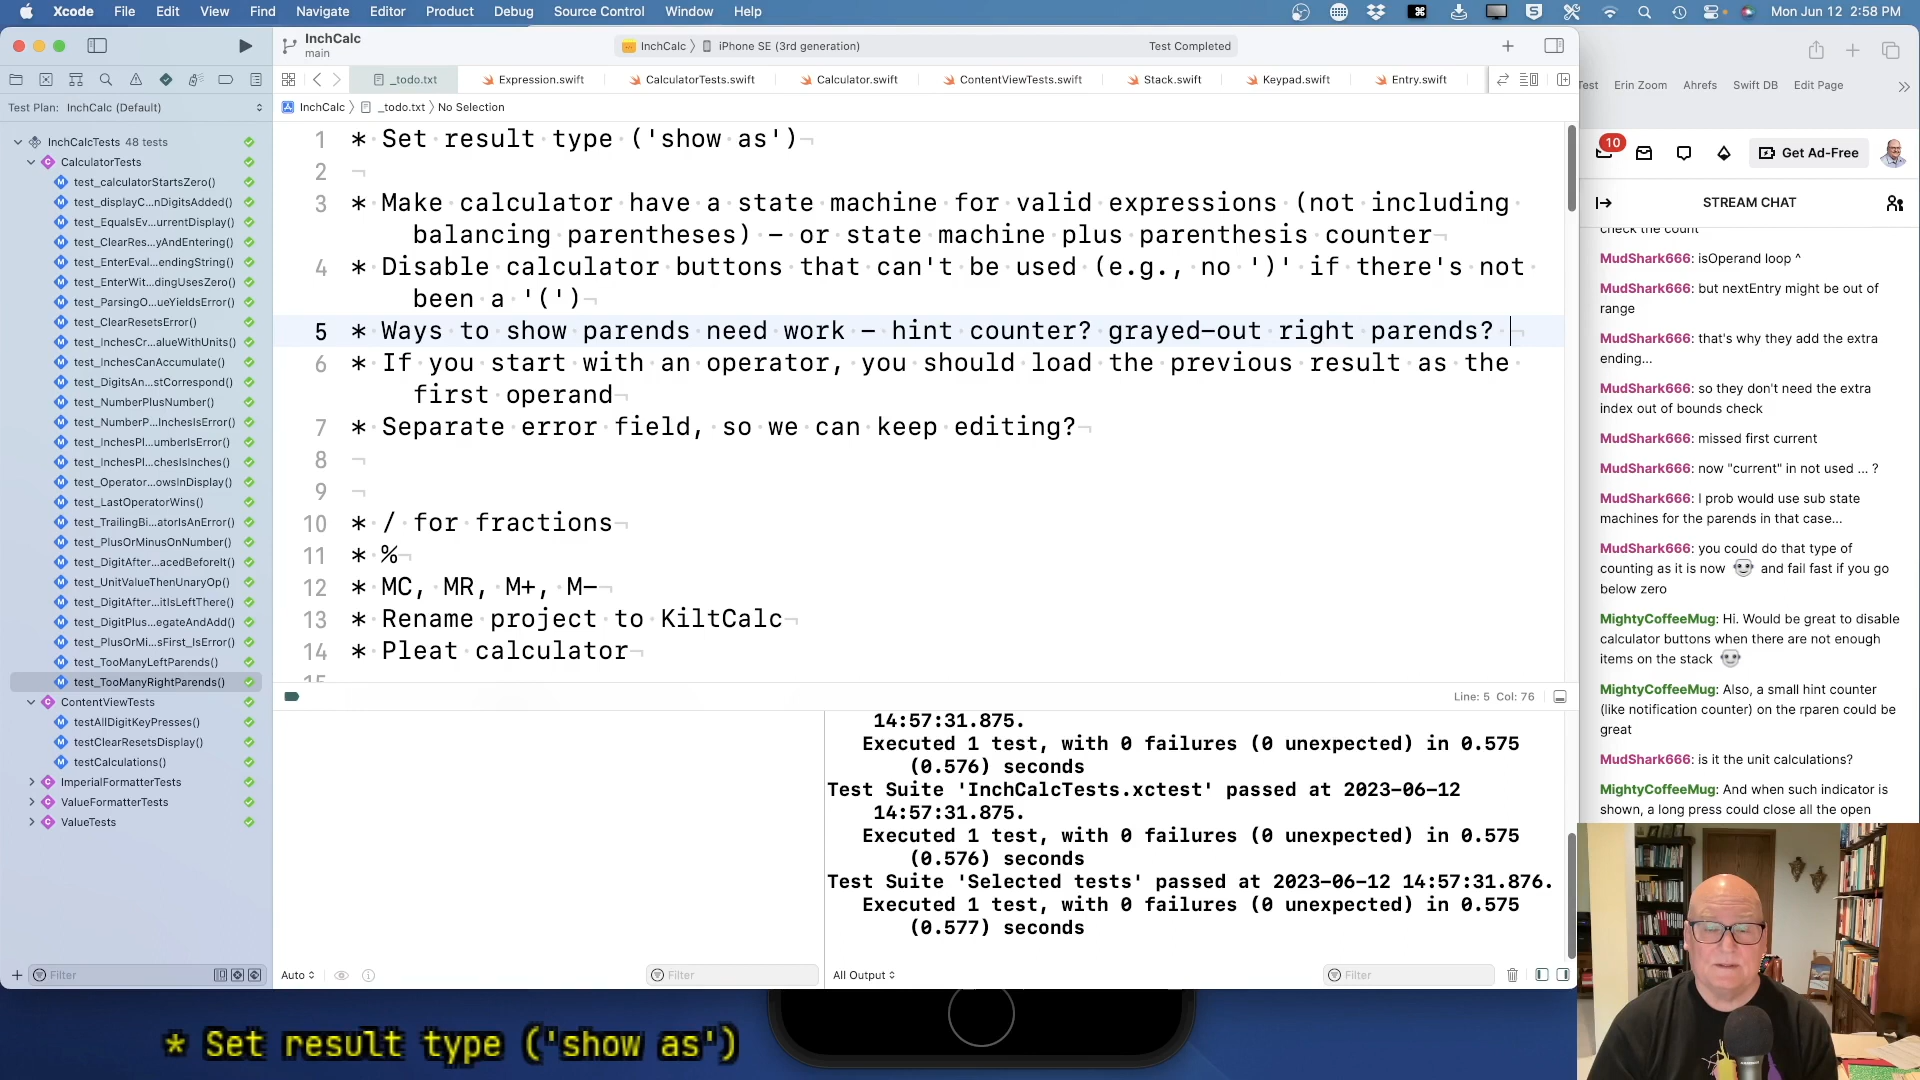 Xcode File Edit View Find Navigate Editor Product Debug Source Control Window Help Mon Jun 12 2:58 PM
InchCalc
main
InchCalc iPhone SE (3rd generation) Test Completed
_todo.txt Expression.swift CalculatorTests.swift Calculator.swift ContentViewTests.swift Stack.swift Keypad.swift Entry.swift
Test Plan: InchCalc (Default)
InchCalc _todo.txt No Selection
InchCalcTests 48 tests
CalculatorTests
test_calculatorStartsZero()
test_displayC...nDigitsAdded()
test_EqualsEv...urrentDisplay()
test_ClearRes...yAndEntering()
test_EnterEval...endingString()
test_EnterWit...dingUsesZero()
test_ParsingO...ueYieldsError()
test_ClearResetsError()
test_InchesCr...alueWithUnits()
test_InchesCanAccumulate()
test_DigitsAn...stCorrespond()
test_NumberPlusNumber()
test_NumberP...InchesIsError()
test_InchesPl...umberIsError()
test_InchesPl...chesIsInches()
test_Operator...owsInDisplay()
test_LastOperatorWins()
test_TrailingBi...atorIsAnError()
test_PlusOrMinusOnNumber()
test_DigitAfter...acedBeforeIt()
test_UnitValueThenUnaryOp()
test_DigitAfter...itIsLeftThere()
test_DigitPlus...egateAndAdd()
test_PlusOrMi...sFirst_IsError()
test_TooManyLeftParends()
test_TooManyRightParends()
ContentViewTests
testAllDigitKeyPresses()
testClearResetsDisplay()
testCalculations()
ImperialFormatterTests
ValueFormatterTests
ValueTests
Filter
1 * Set result type ('show as')
2
3 * Make calculator have a state machine for valid expressions (not including
balancing parentheses) – or state machine plus parenthesis counter
4 * Disable calculator buttons that can't be used (e.g., no ')' if there's not
been a '(')
5 * Ways to show parends need work – hint counter? grayed-out right parends?
6 * If you start with an operator, you should load the previous result as the
first operand
7 * Separate error field, so we can keep editing?
8
9
10 * / for fractions
11 * %
12 * MC, MR, M+, M-
13 * Rename project to KiltCalc
14 * Pleat calculator
15
Line: 5 Col: 76
14:57:31.875.
Executed 1 test, with 0 failures (0 unexpected) in 0.575
(0.576) seconds
Test Suite 'InchCalcTests.xctest' passed at 2023-06-12
14:57:31.875.
Executed 1 test, with 0 failures (0 unexpected) in 0.575
(0.576) seconds
Test Suite 'Selected tests' passed at 2023-06-12 14:57:31.876.
Executed 1 test, with 0 failures (0 unexpected) in 0.575
(0.577) seconds
Auto Filter All Output Filter
Test Erin Zoom Ahrefs Swift DB Edit Page
10 Get Ad-Free
STREAM CHAT
check the count
MudShark666: isOperand loop ^
MudShark666: but nextEntry might be out of
range
MudShark666: that's why they add the extra
ending...
MudShark666: so they don't need the extra
index out of bounds check
MudShark666: missed first current
MudShark666: now "current" in not used ... ?
MudShark666: I prob would use sub state
machines for the parends in that case...
MudShark666: you could do that type of
counting as it is now and fail fast if you go
below zero
MightyCoffeeMug: Hi. Would be great to disable
calculator buttons when there are not enough
items on the stack
MightyCoffeeMug: Also, a small hint counter
(like notification counter) on the rparen could be
great
MudShark666: is it the unit calculations?
MightyCoffeeMug: And when such indicator is
shown, a long press could close all the open
* Set result type ('show as')